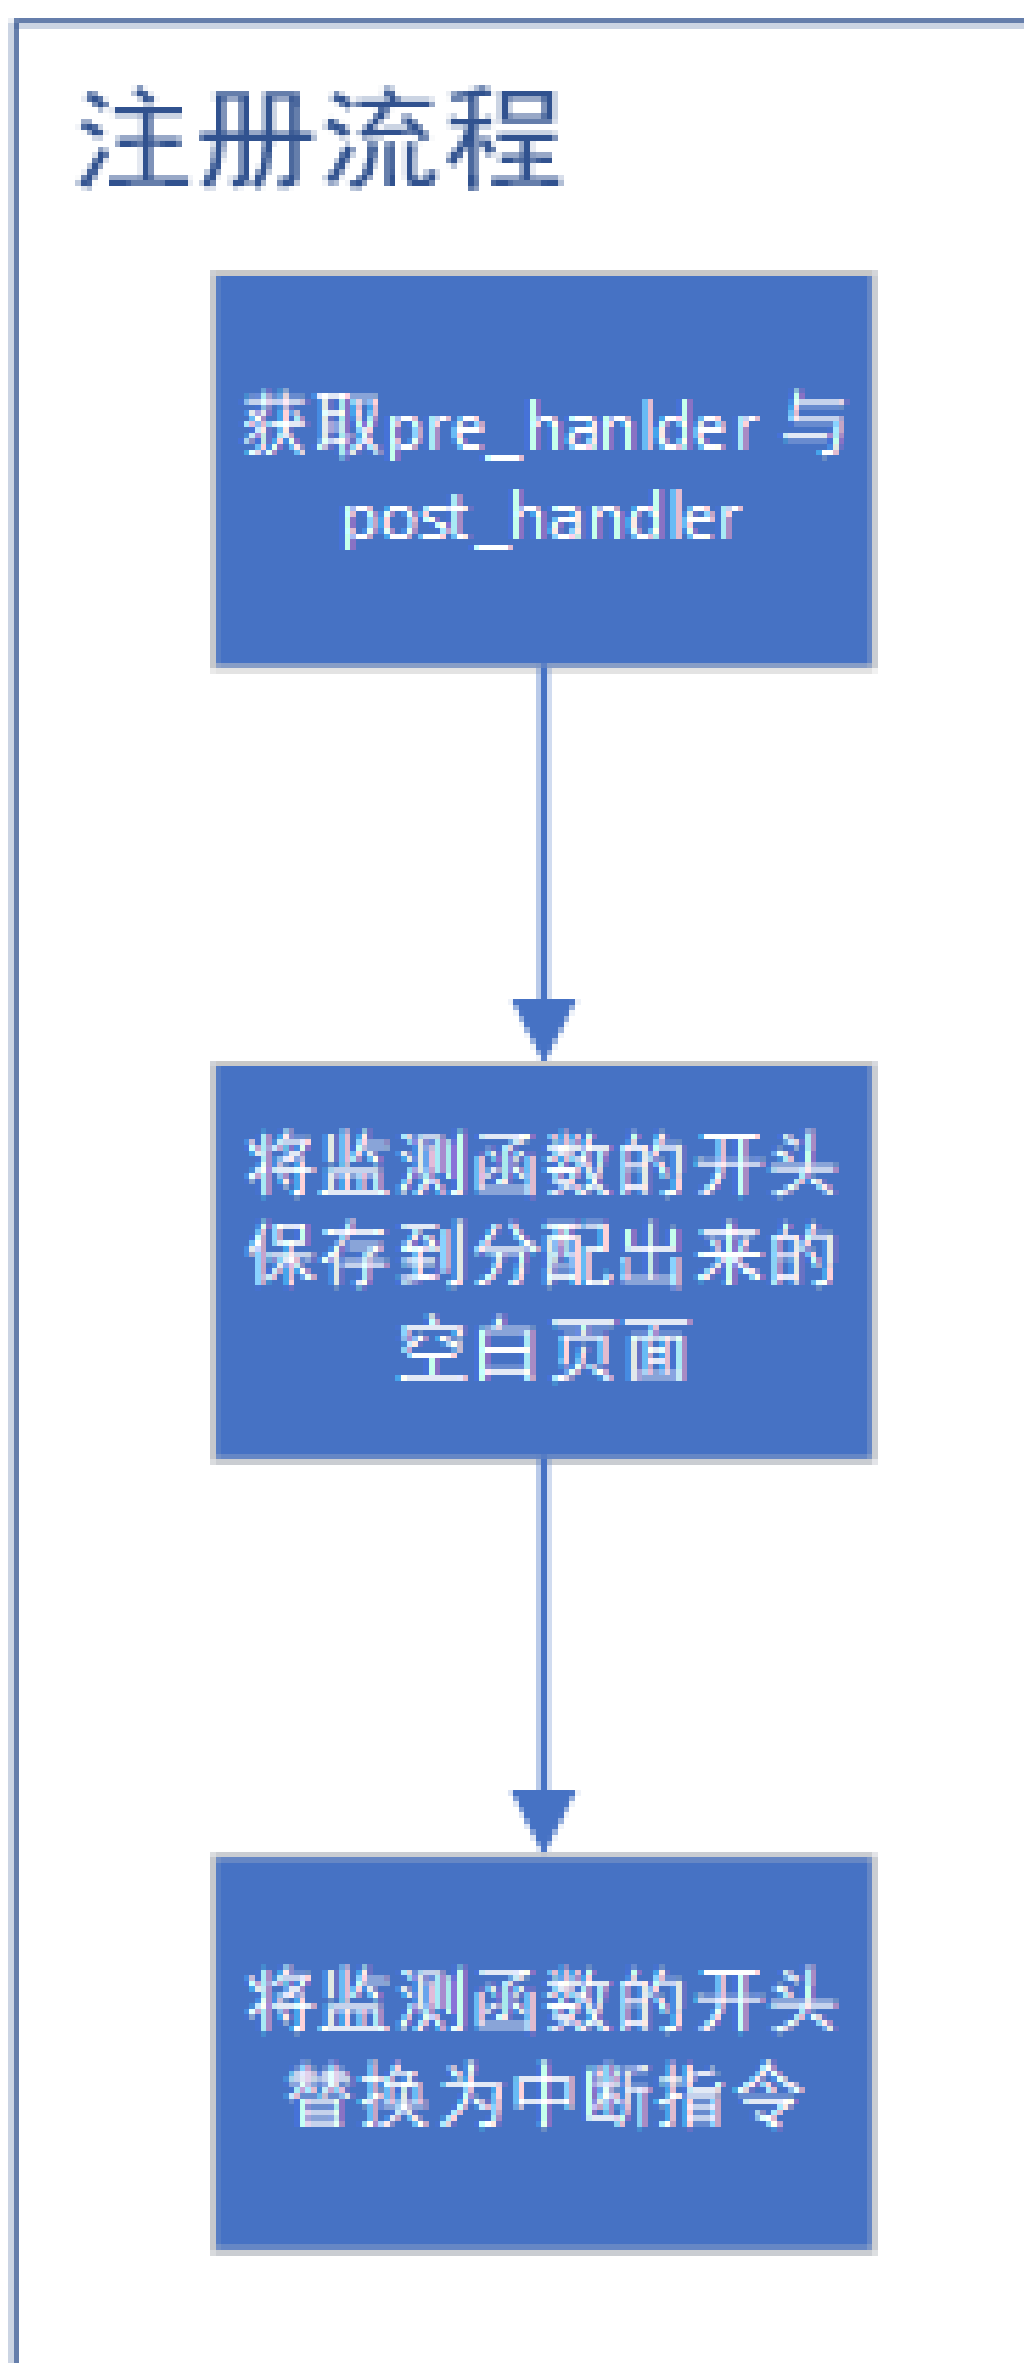 注册流程
获取pre_hanlder 与
post_handler
将监测函数的开头
保存到分配出来的
空白页面
将监测函数的开头
替换为中断指令